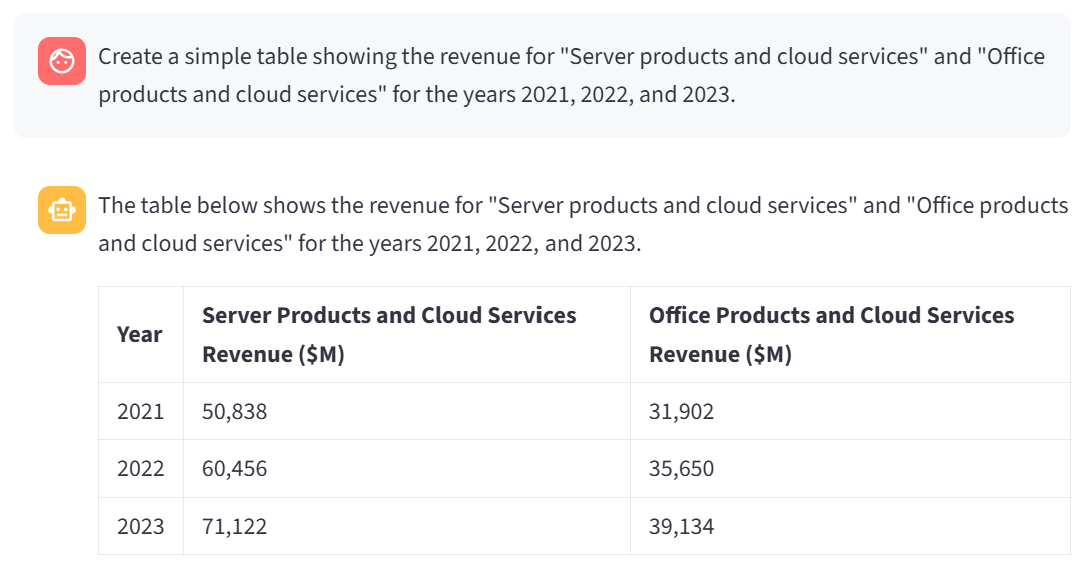 Create a simple table showing the revenue for "Server products and cloud services" and "Office
products and cloud services" for the years 2021, 2022, and 2023.
The table below shows the revenue for "Server products and cloud services" and "Office products
and cloud services" for the years 2021, 2022, and 2023.
Year Server Products and Cloud Services Revenue ($M) Office Products and Cloud Services Revenue ($M)
2021 50,838 31,902
2022 60,456 35,650
2023 71,122 39,134